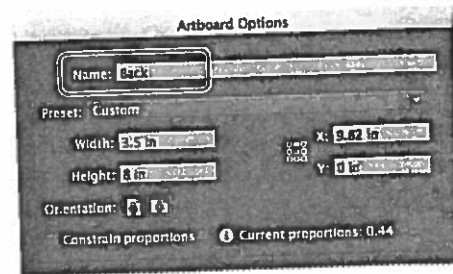 Artboard Options
Name: Back
Preset: Custom
Width: 3.5 in
X: 9.82 in
Height: 8 in
Y: 0 in
Orientation:
Constrain proportions
Current proportions: 0.44